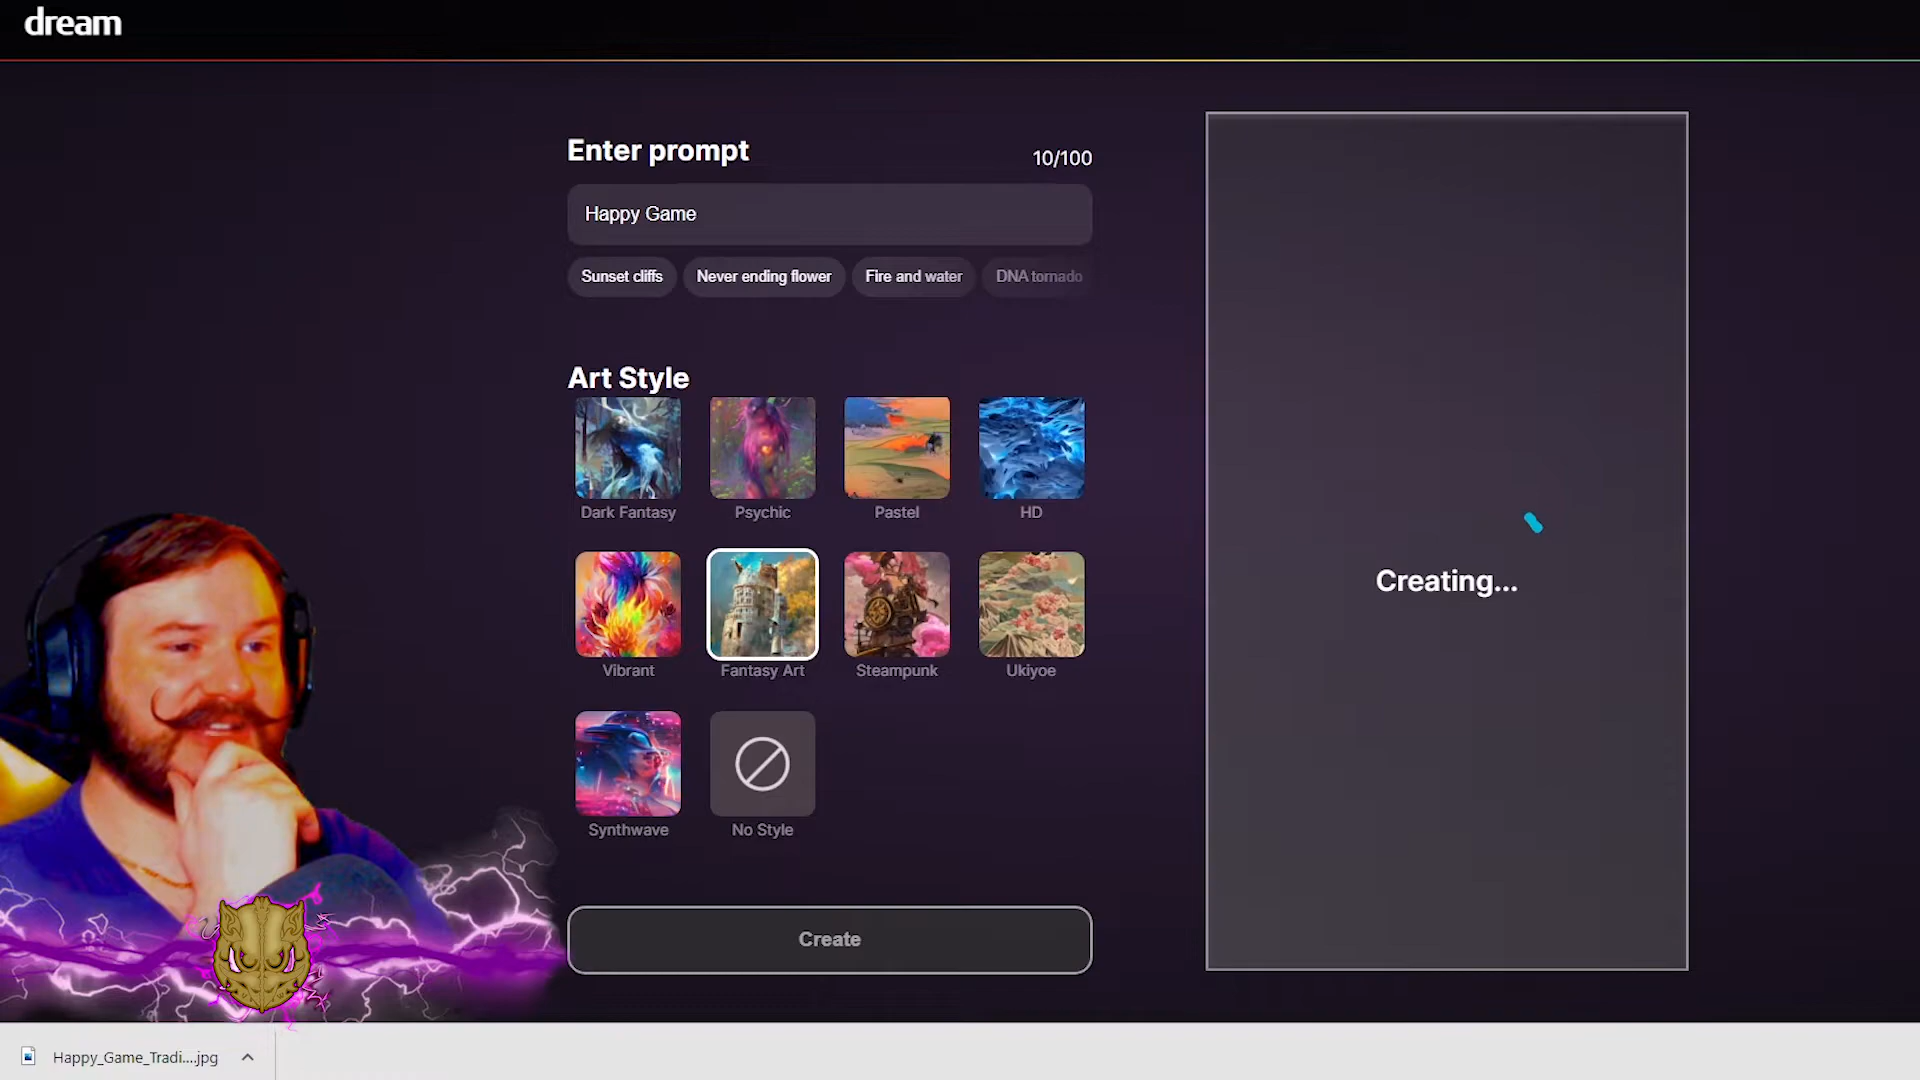 dream
Enter prompt
10/100
Happy Game
Sunset cliffs
Never ending flower
Fire and water
DNA tornado
Art Style
Dark Fantasy
Psychic
Pastel
HD
Vibrant
Fantasy Art
Steampunk
Ukiyoe
Synthwave
No Style
Create
Creating...
Happy_Game_Tradi....jpg